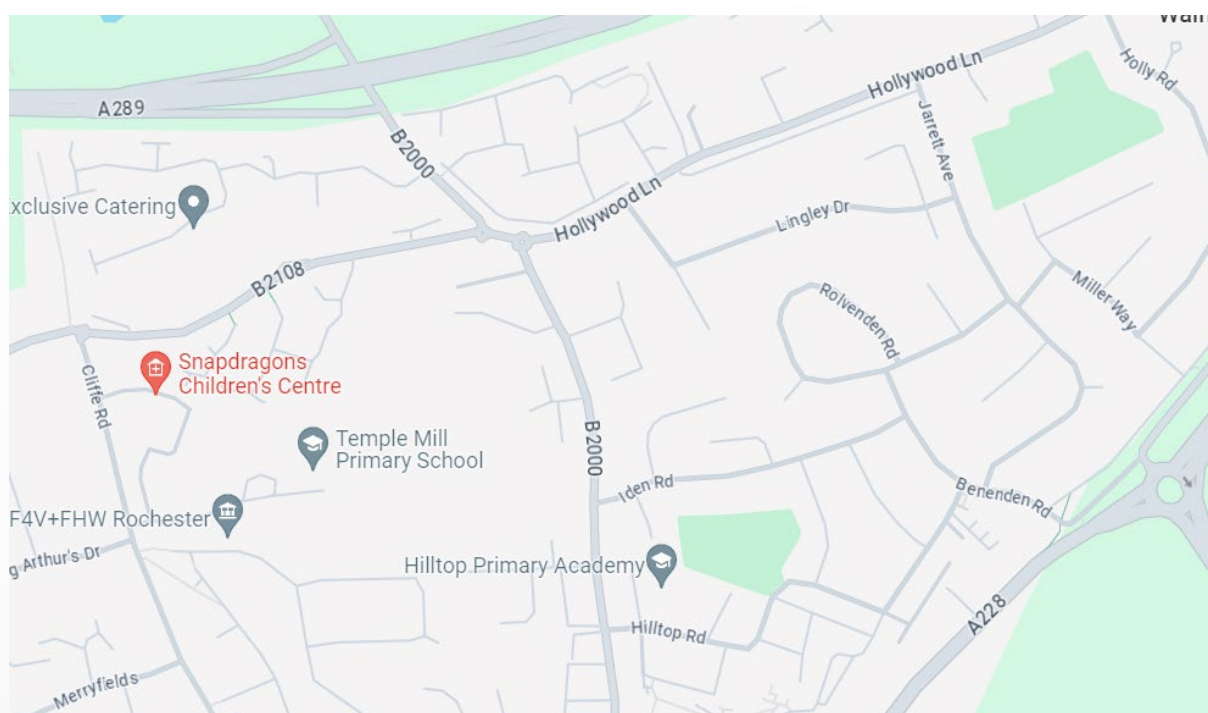 Wain
A289
Hollywood Ln
Holly Rd
B2000
Jarrett Ave
xclusive Catering
Hollywood Ln
Lingley Dr
B2108
Rolvenden Rd
Miller Way
Snapdragons
Children's Centre
Cliffe Rd
B2000
Temple Mill
Primary School
Iden Rd
Benenden Rd
F4V+FHW Rochester
g Arthur's Dr
Hilltop Primary Academy
A228
Hilltop Rd
Merryfields